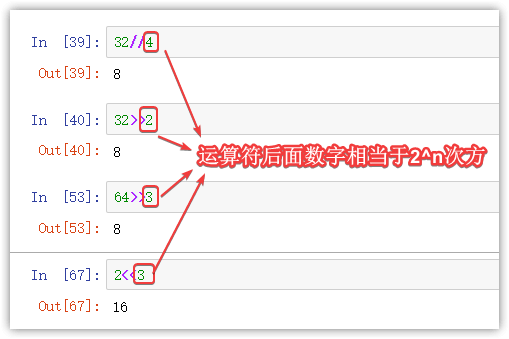 In [39]: 32//4
Out[39]: 8
In [40]: 32>>2
Out[40]: 8
运算符后面数字相当于2^n次方
In [53]: 64>>3
Out[53]: 8
In [67]: 2<<3
Out[67]: 16